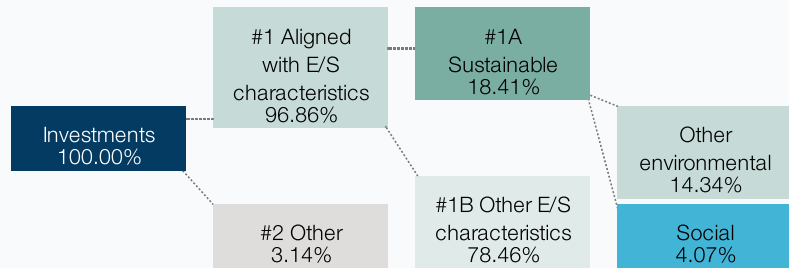 #1 Aligned
with E/S
characteristics
96.86%
#1A
Sustainable
18.41%
Investments
100.00%
Other
environmental
14.34%
#1B Other E/S
characteristics
78.46%
#2 Other
3.14%
Social
4.07%